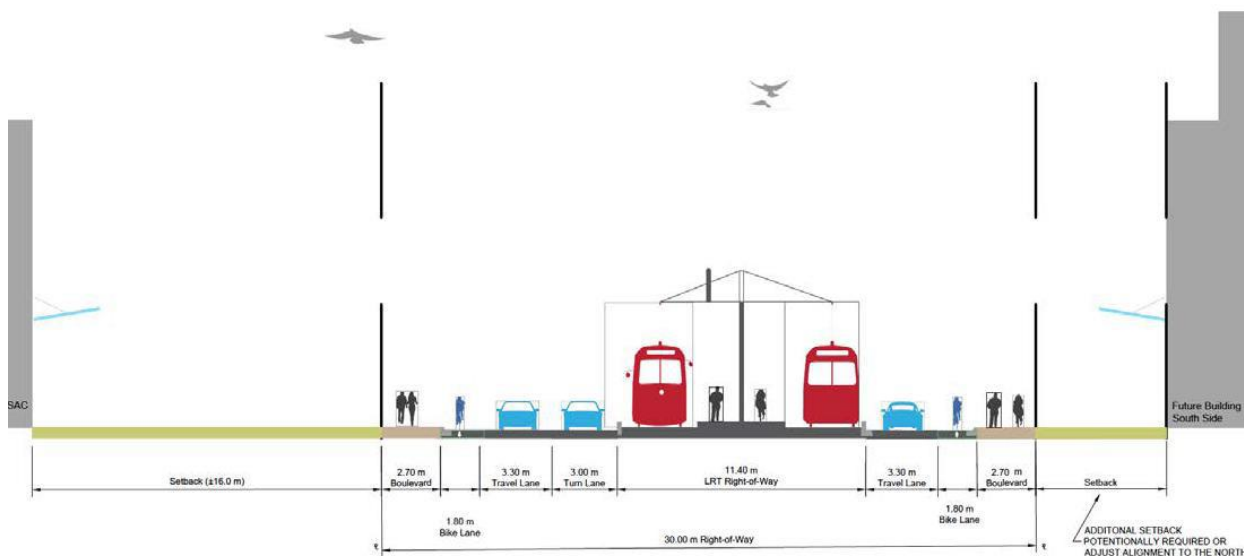 SAC
Future Building
South Side
Setback (±16.0 m)
2.70 m
Boulevard
1.80 m
Bike Lane
3.30 m
Travel Lane
3.00 m
Turn Lane
11.40 m
LRT Right-of-Way
3.30 m
Travel Lane
1.80 m
Bike Lane
2.70 m
Boulevard
Setback
30.00 m Right-of-Way
ADDITONAL SETBACK
POTENTIALLY REQUIRED OR
ADJUST ALIGNMENT TO THE NORTH